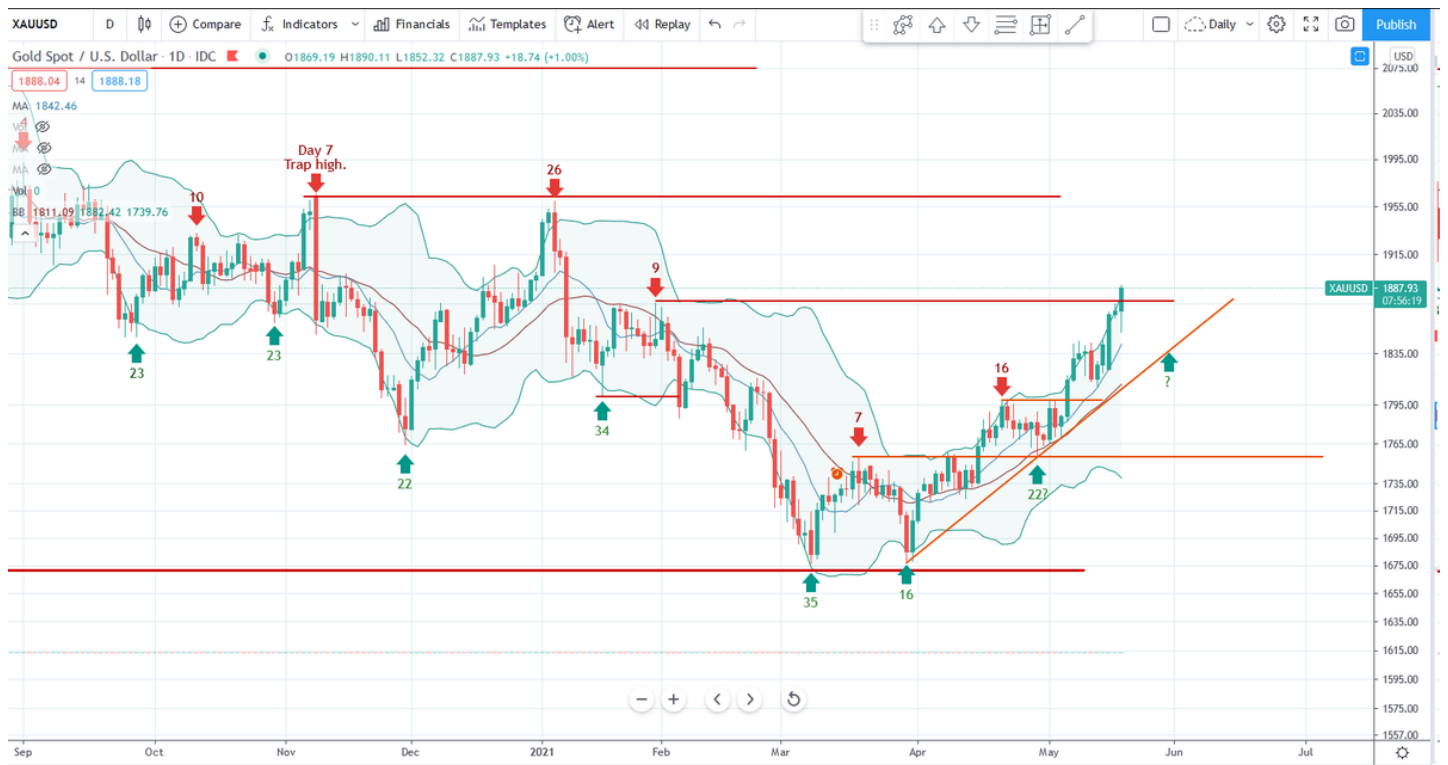 XAUUSD D Compare Indicators Financials Templates Alert Replay Daily Publish
Gold Spot / U.S. Dollar · 1D · IDC O1869.19 H1890.11 L1852.32 C1887.93 +18.74 (+1.00%)
USD
1888.04 14 1888.18
MA 1842.46
Vol
4
MA
MA
Vol 0
BB 1811.09 1882.42 1739.76
10
Day 7
Trap high.
26
9
16
7
23
23
22
34
35
16
22?
?
2075.00
2035.00
1995.00
1955.00
1915.00
XAUUSD 1887.93
07:56:19
1835.00
1795.00
1765.00
1735.00
1715.00
1695.00
1675.00
1655.00
1635.00
1615.00
1595.00
1575.00
1557.00
Sep Oct Nov Dec 2021 Feb Mar Apr May Jun Jul